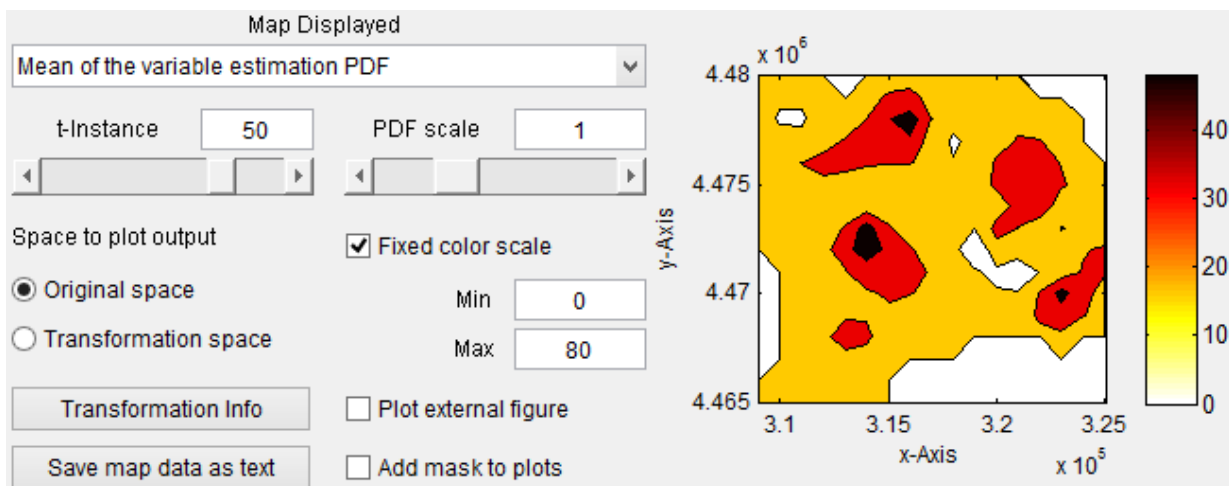 Map Displayed
Mean of the variable estimation PDF
t-Instance 50
PDF scale 1
Space to plot output
Original space
Transformation space
Fixed color scale
Min 0
Max 80
Transformation Info
Plot external figure
Save map data as text
Add mask to plots
x 10^6
4.48
4.475
4.47
4.465
y-Axis
3.1 3.15 3.2 3.25
x-Axis
x 10^5
40
30
20
10
0